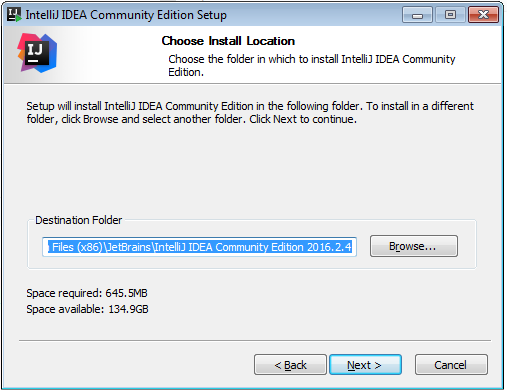 IntelliJ IDEA Community Edition Setup
IJ
Choose Install Location
Choose the folder in which to install IntelliJ IDEA Community
Edition.
Setup will install IntelliJ IDEA Community Edition in the following folder. To install in a different
folder, click Browse and select another folder. Click Next to continue.
Destination Folder
Files (x86)\JetBrains\IntelliJ IDEA Community Edition 2016.2.4
Browse...
Space required: 645.5MB
Space available: 134.9GB
< Back
Next >
Cancel